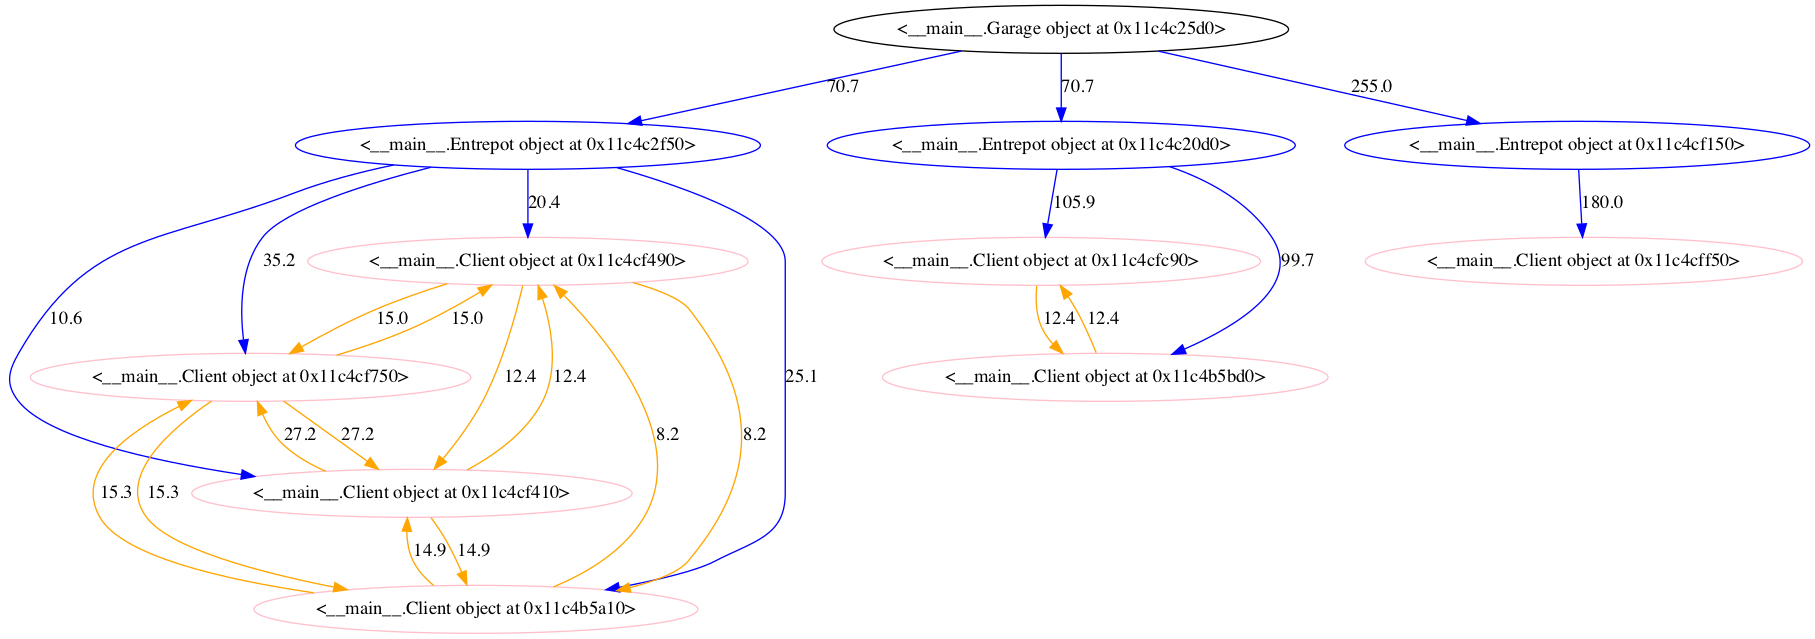 <__main__.Garage object at 0x11c4c25d0>
70.7
70.7
255.0
<__main__.Entrepot object at 0x11c4c2f50>
<__main__.Entrepot object at 0x11c4c20d0>
<__main__.Entrepot object at 0x11c4cf150>
20.4
105.9
180.0
35.2
<__main__.Client object at 0x11c4cf490>
<__main__.Client object at 0x11c4cfc90>
99.7
<__main__.Client object at 0x11c4cff50>
10.6
15.0
15.0
12.4
12.4
<__main__.Client object at 0x11c4cf750>
12.4
12.4
25.1
<__main__.Client object at 0x11c4b5bd0>
27.2
27.2
8.2
8.2
15.3
15.3
<__main__.Client object at 0x11c4cf410>
14.9
14.9
<__main__.Client object at 0x11c4b5a10>